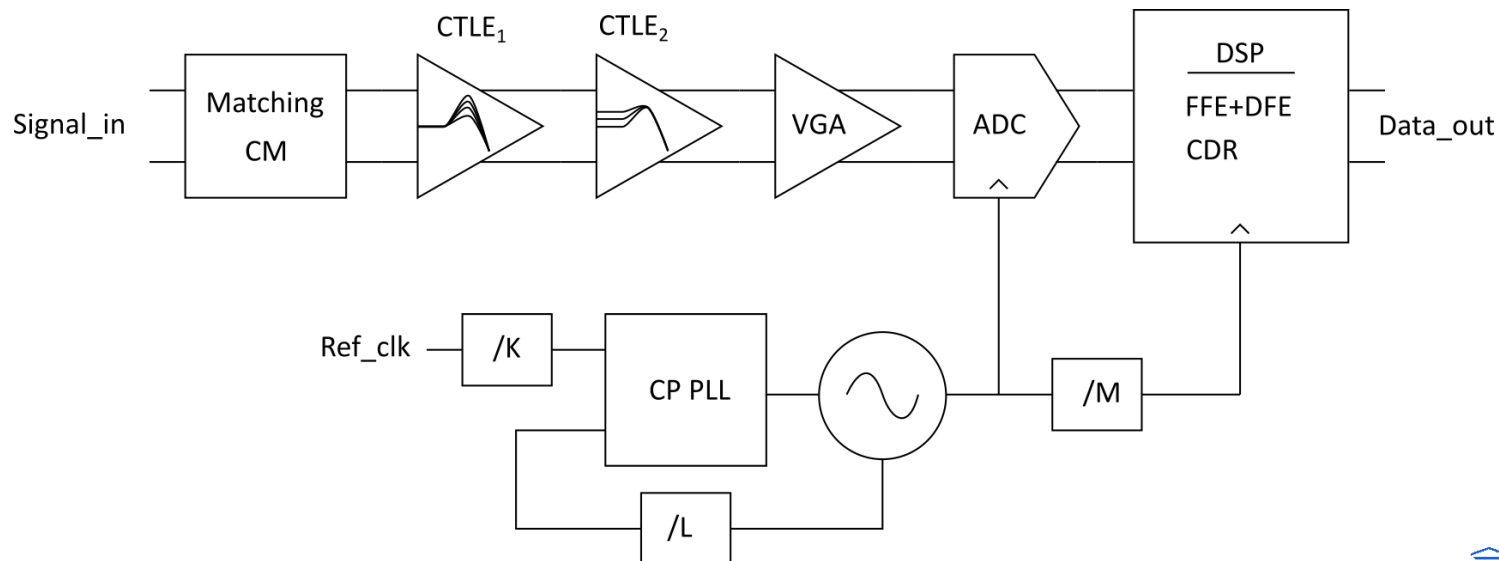 CTLE₁
CTLE₂
Signal_in
Matching
CM
VGA
ADC
DSP
FFE+DFE
CDR
Data_out
Ref_clk
/K
CP PLL
/M
/L